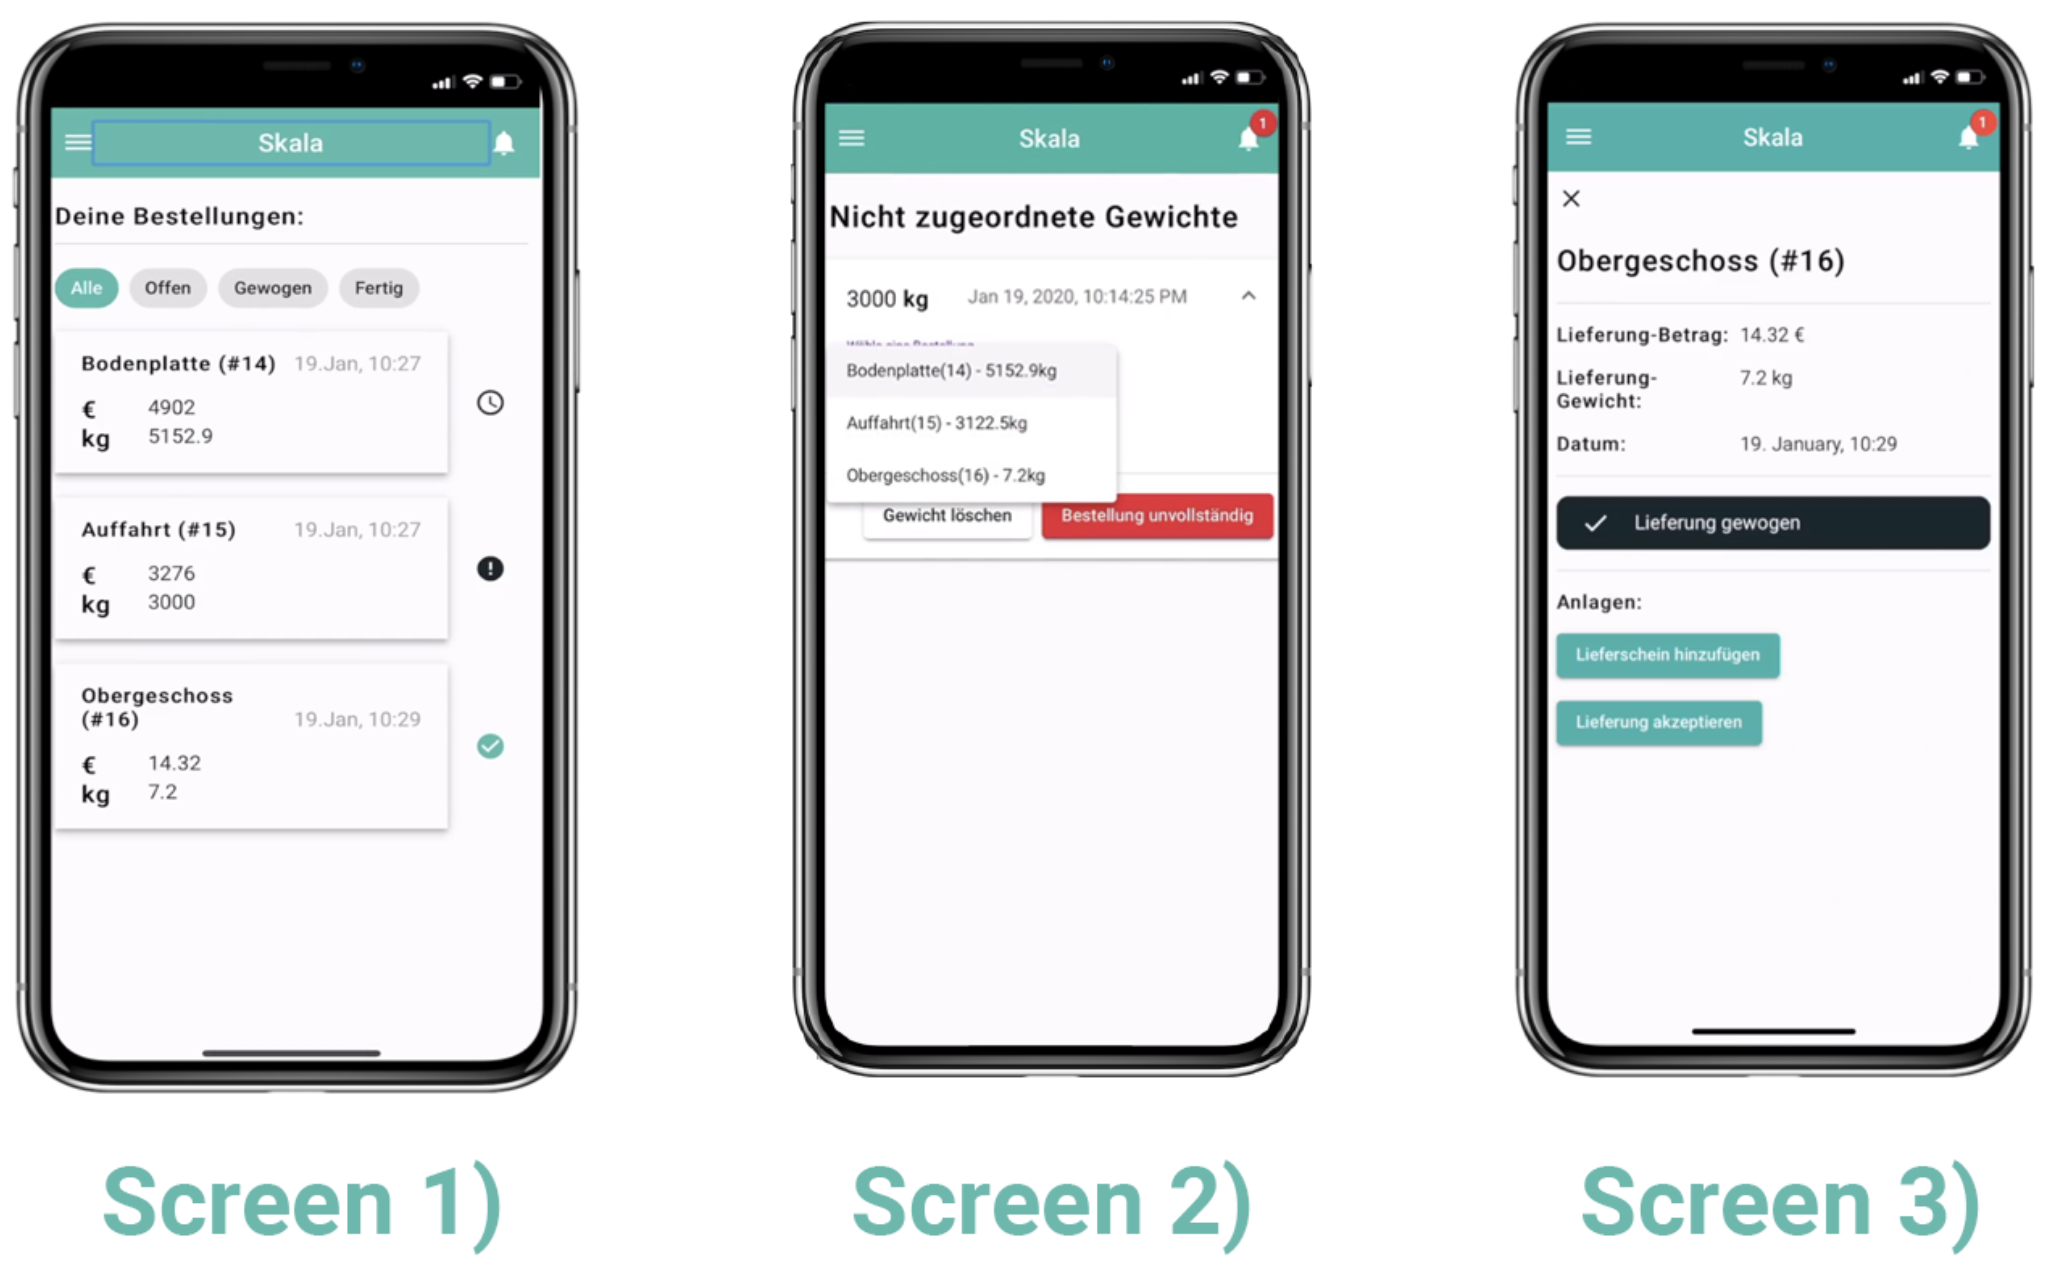 Skala
Deine Bestellungen:
Alle
Offen
Gewogen
Fertig
Bodenplatte (#14)
19.Jan, 10:27
€ 4902
kg 5152.9
Auffahrt (#15)
19.Jan, 10:27
€ 3276
kg 3000
Obergeschoss
(#16)
19.Jan, 10:29
€ 14.32
kg 7.2
Screen 1)
Skala
1
Nicht zugeordnete Gewichte
3000 kg
Jan 19, 2020, 10:14:25 PM
Wähle eine Bestellung
Bodenplatte(14) - 5152.9kg
Auffahrt(15) - 3122.5kg
Obergeschoss(16) - 7.2kg
Gewicht löschen
Bestellung unvollständig
Screen 2)
Skala
1
Obergeschoss (#16)
Lieferung-Betrag: 14.32 €
Lieferung-
Gewicht:
7.2 kg
Datum: 19. January, 10:29
Lieferung gewogen
Anlagen:
Lieferschein hinzufügen
Lieferung akzeptieren
Screen 3)